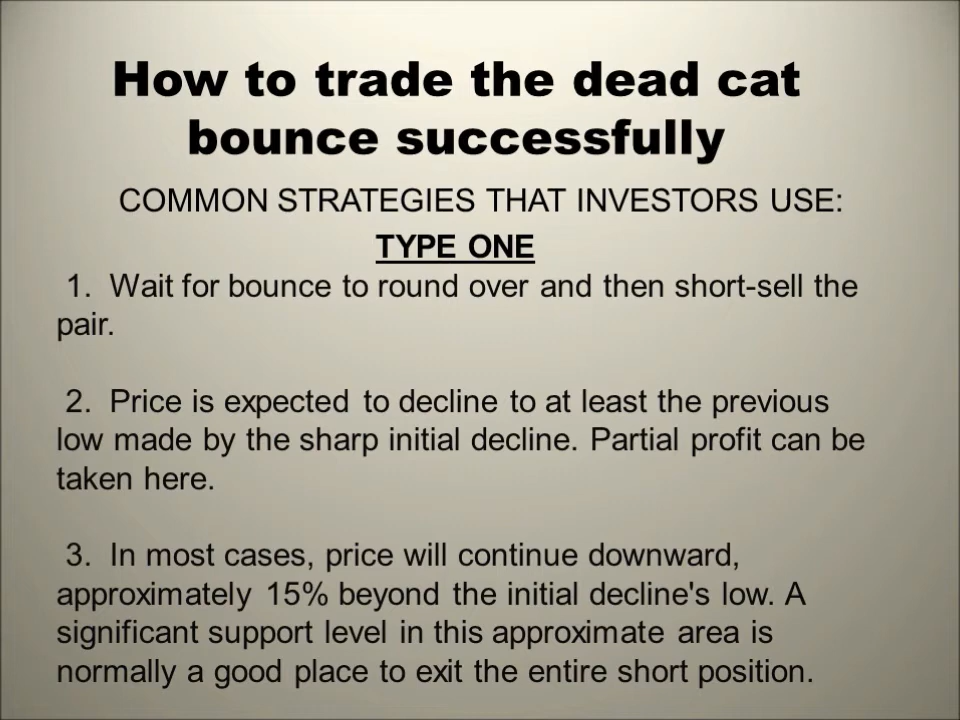 How to trade the dead cat
bounce successfully
COMMON STRATEGIES THAT INVESTORS USE:
TYPE ONE
1. Wait for bounce to round over and then short-sell the
pair.
2. Price is expected to decline to at least the previous
low made by the sharp initial decline. Partial profit can be
taken here.
3. In most cases, price will continue downward,
approximately 15% beyond the initial decline's low. A
significant support level in this approximate area is
normally a good place to exit the entire short position.